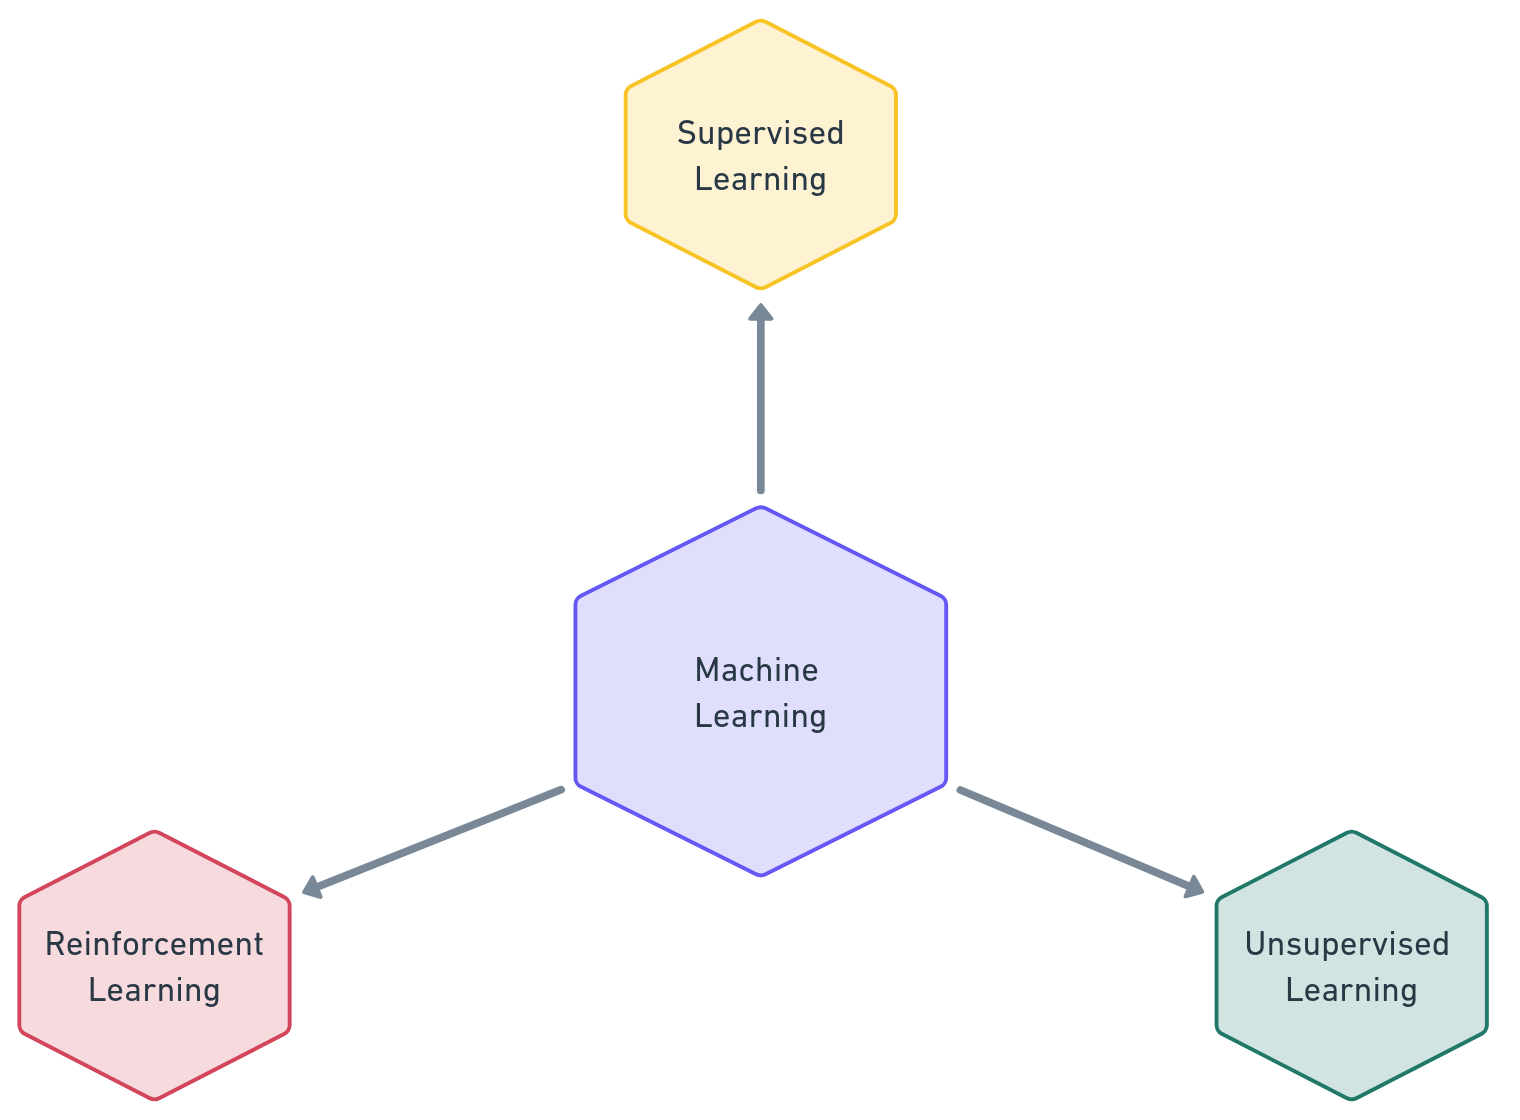 Supervised
Learning
Machine
Learning
Reinforcement
Learning
Unsupervised
Learning